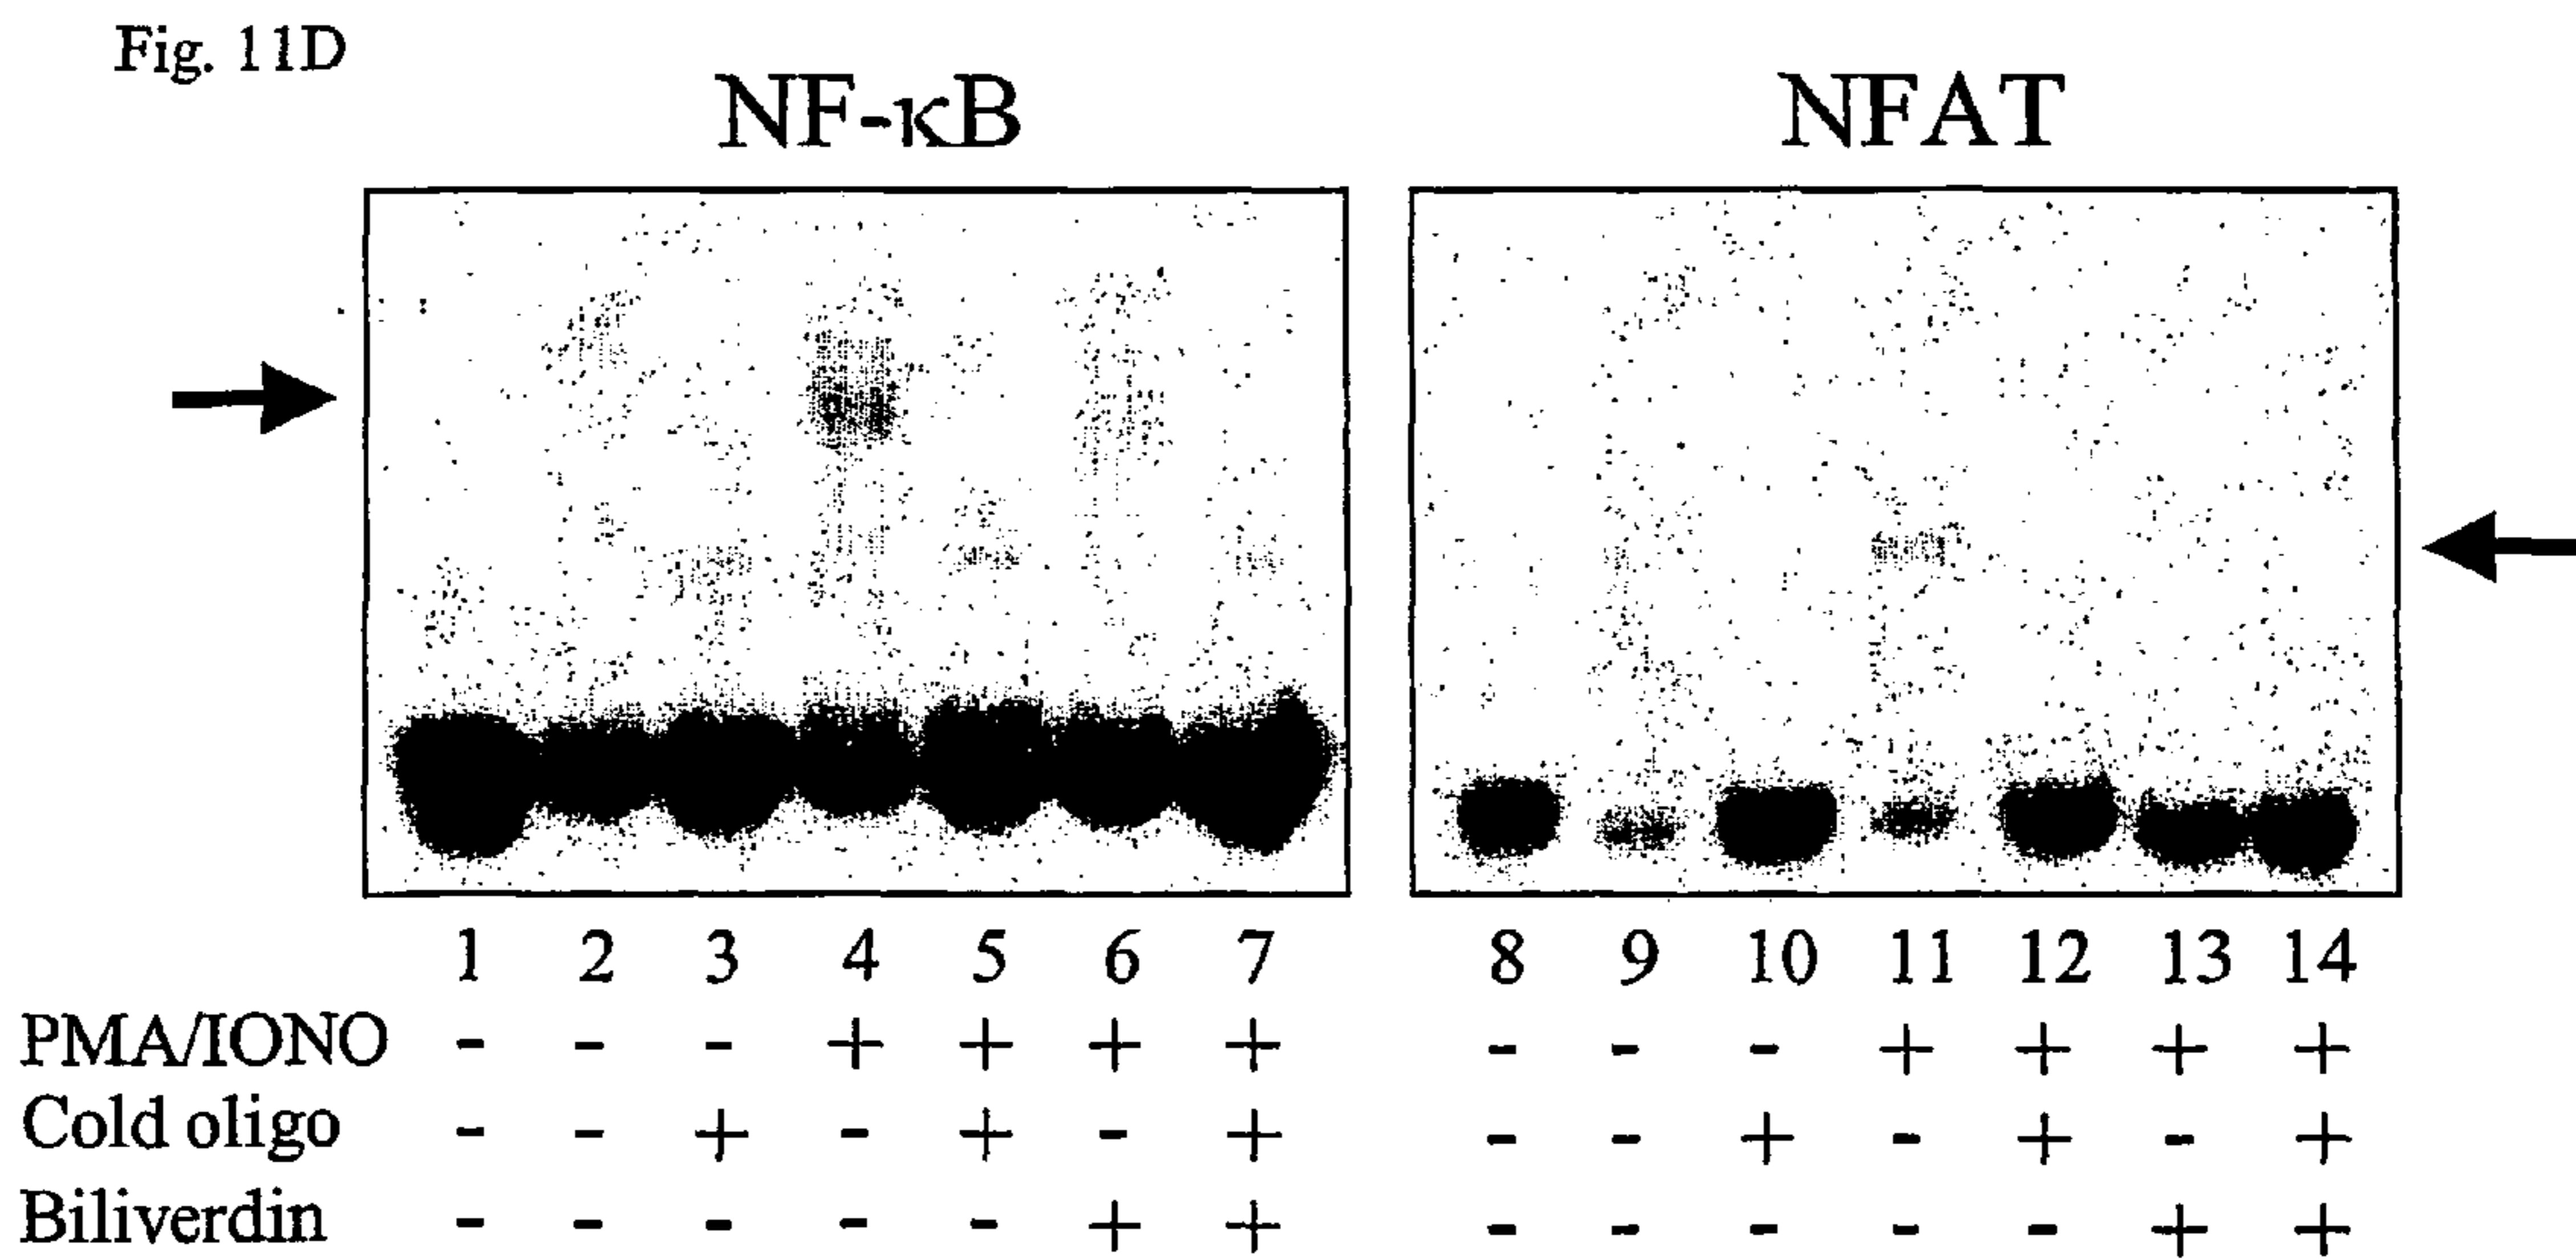 Fig. 11D
NF-κB NFAT
1 2 3 4 5 6 7 8 9 10 11 12 13 14
PMA/IONO - - - + + + + - - - + + + +
Cold oligo - - + - + - + - - + - + - +
Biliverdin - - - - - + + - - - - - + +